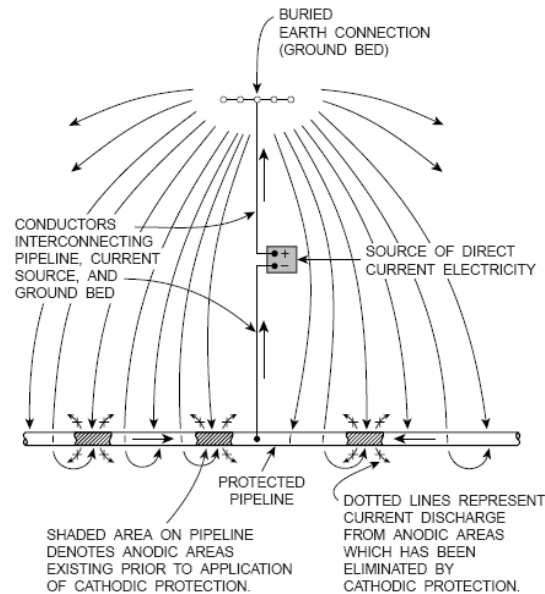 BURIED
EARTH CONNECTION
(GROUND BED)
CONDUCTORS
INTERCONNECTING
PIPELINE, CURRENT
SOURCE, AND
GROUND BED
+
–
SOURCE OF DIRECT
CURRENT ELECTRICITY
PROTECTED
PIPELINE
SHADED AREA ON PIPELINE
DENOTES ANODIC AREAS
EXISTING PRIOR TO APPLICATION
OF CATHODIC PROTECTION.
DOTTED LINES REPRESENT
CURRENT DISCHARGE
FROM ANODIC AREAS
WHICH HAS BEEN
ELIMINATED BY
CATHODIC PROTECTION.